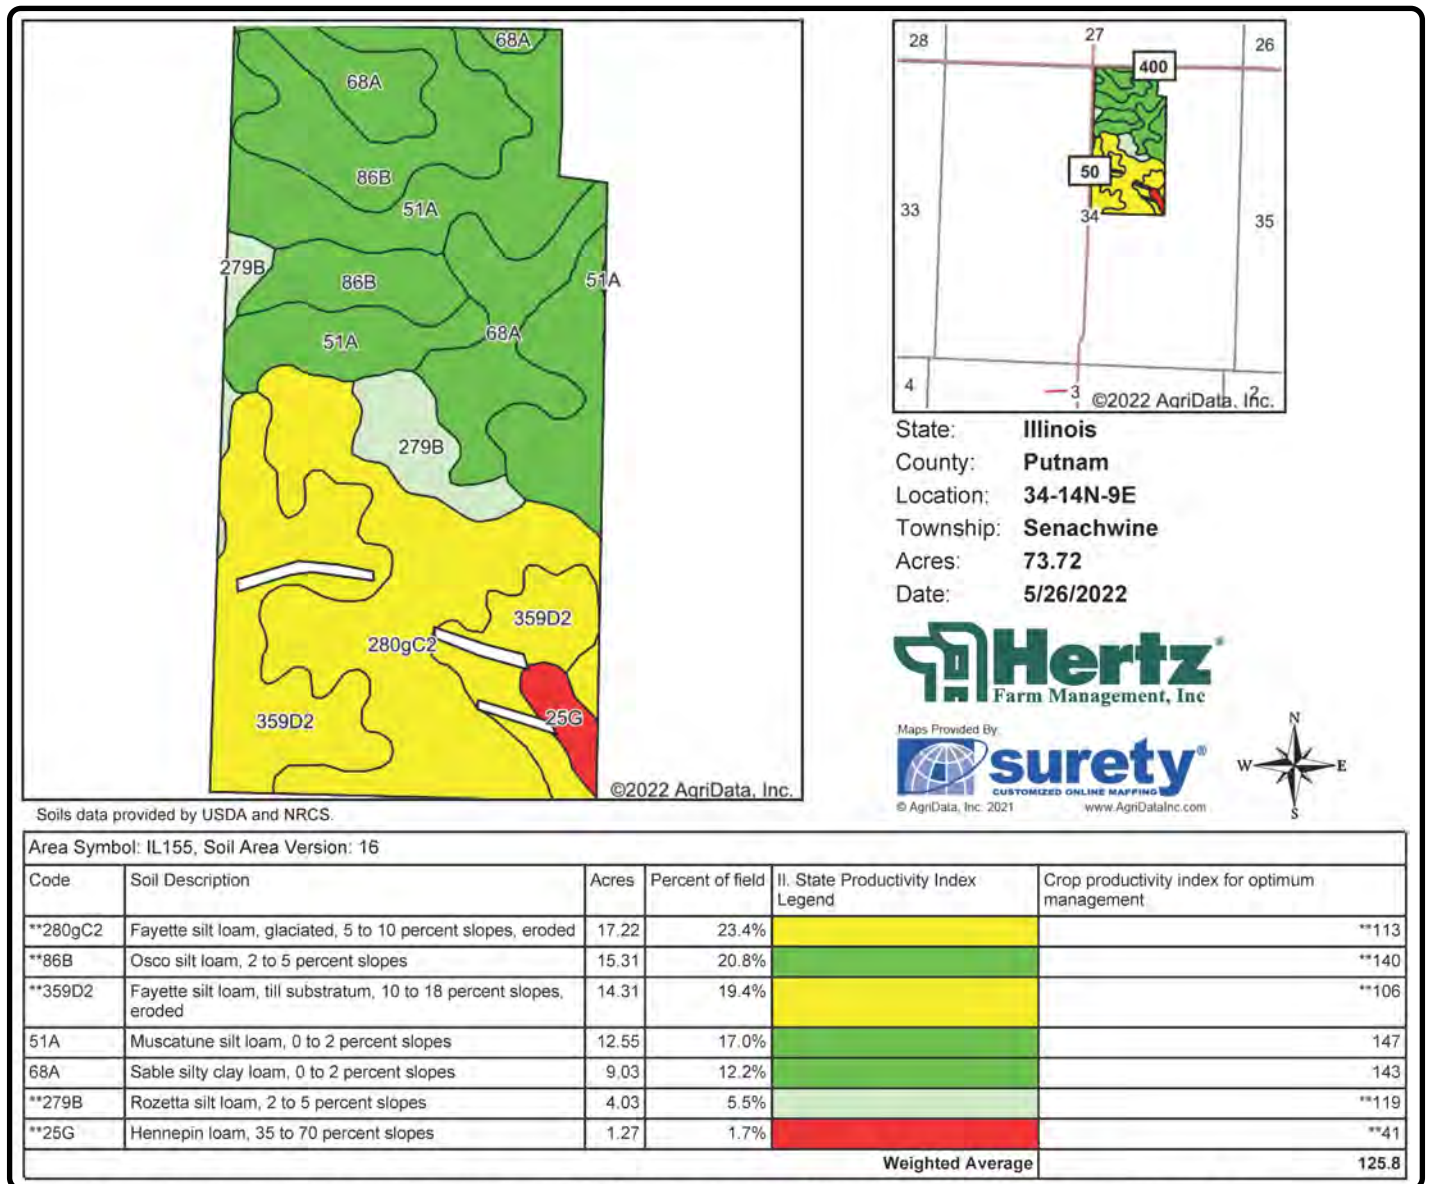 68A
68A
86B
51A
279B
86B
51A
51A
68A
279B
359D2
280gC2
359D2
25G
©2022 AgriData, Inc.
Soils data provided by USDA and NRCS.
28
27
26
400
50
33
34
35
4
3
2
©2022 AgriData, Inc.
State: Illinois
County: Putnam
Location: 34-14N-9E
Township: Senachwine
Acres: 73.72
Date: 5/26/2022
Hertz
Farm Management, Inc
Maps Provided By:
surety®
CUSTOMIZED ONLINE MAPPING
© AgriData, Inc. 2021 www.AgriDataInc.com
N
W E
S
Area Symbol: IL155, Soil Area Version: 16
Code Soil Description Acres Percent of field II. State Productivity Index Legend Crop productivity index for optimum management
**280gC2 Fayette silt loam, glaciated, 5 to 10 percent slopes, eroded 17.22 23.4% **113
**86B Osco silt loam, 2 to 5 percent slopes 15.31 20.8% **140
**359D2 Fayette silt loam, till substratum, 10 to 18 percent slopes, eroded 14.31 19.4% **106
51A Muscatune silt loam, 0 to 2 percent slopes 12.55 17.0% 147
68A Sable silty clay loam, 0 to 2 percent slopes 9.03 12.2% 143
**279B Rozetta silt loam, 2 to 5 percent slopes 4.03 5.5% **119
**25G Hennepin loam, 35 to 70 percent slopes 1.27 1.7% **41
Weighted Average 125.8